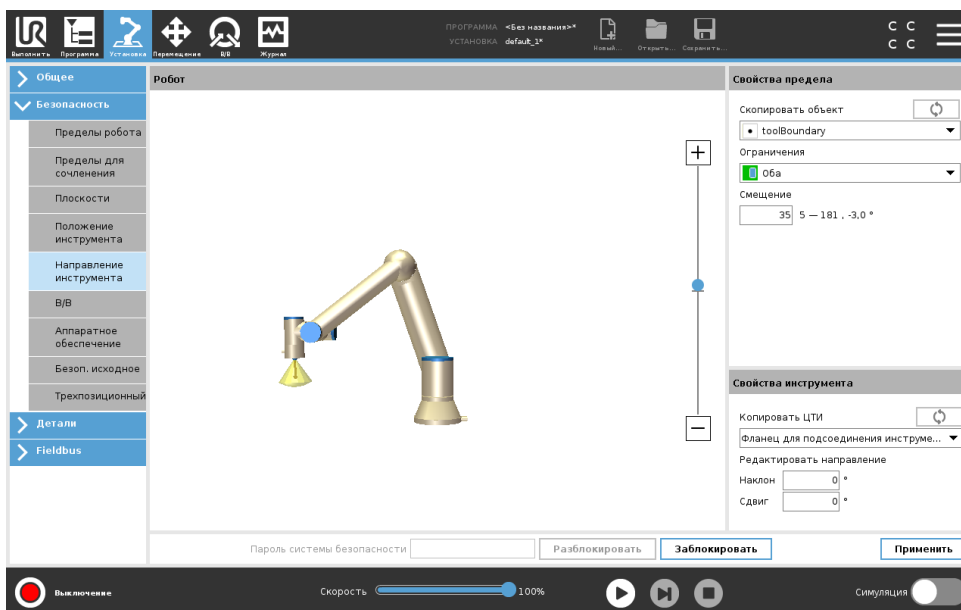 ПРОГРАММА <Без названия>*
УСТАНОВКА default_1*
Выполнить Программа Установка Перемещение В/В Журнал
Новый... Открыть... Сохранить...
C C
C C
Общее
Безопасность
Пределы робота
Пределы для
сочленения
Плоскости
Положение
инструмента
Направление
инструмента
В/В
Аппаратное
обеспечение
Безоп. исходное
Трехпозиционный
Детали
Fieldbus
Робот
Свойства предела
Скопировать объект
toolBoundary
Ограничения
Оба
Смещение
35 5 — 181 , -3,0 °
Свойства инструмента
Копировать ЦТИ
Фланец для подсоединения инструме...
Редактировать направление
Наклон 0 °
Сдвиг 0 °
Пароль системы безопасности Разблокировать Заблокировать Применить
Выключение Скорость 100% Симуляция